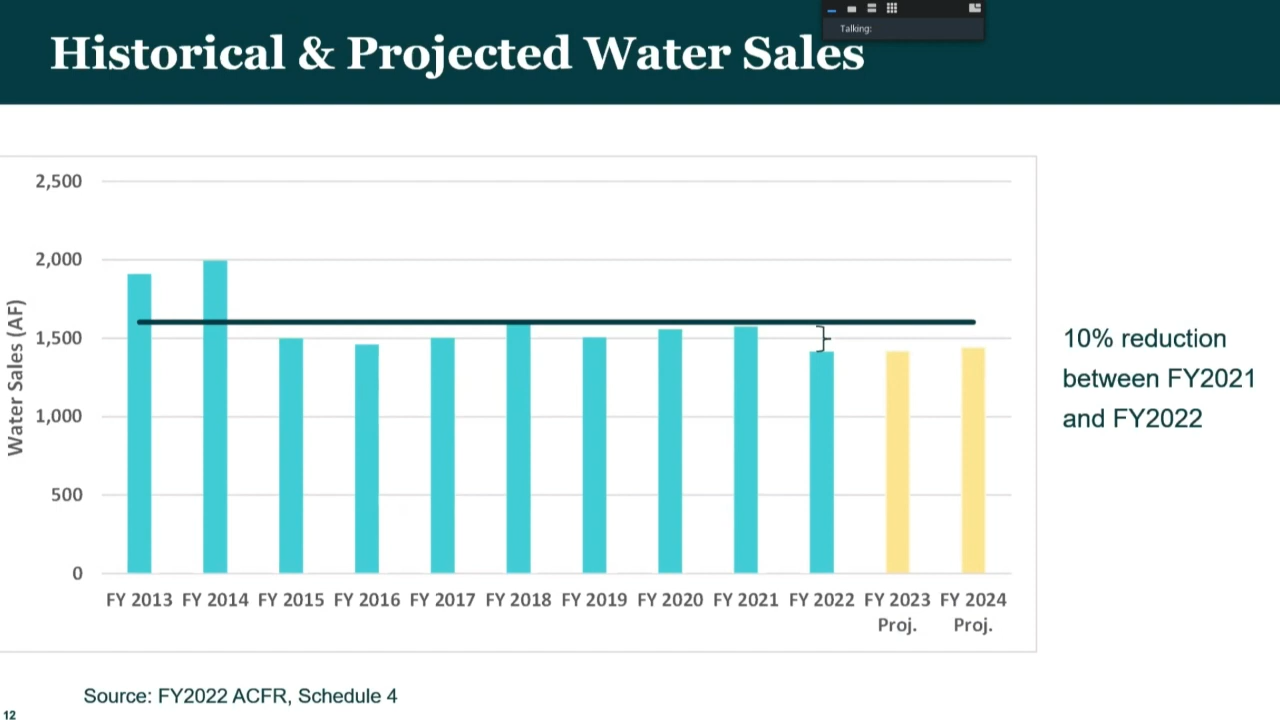 Talking:
Historical & Projected Water Sales
2,500
2,000
1,500
1,000
500
0
Water Sales (AF)
FY 2013 FY 2014 FY 2015 FY 2016 FY 2017 FY 2018 FY 2019 FY 2020 FY 2021 FY 2022 FY 2023 FY 2024
Proj. Proj.
10% reduction
between FY2021
and FY2022
Source: FY2022 ACFR, Schedule 4
12